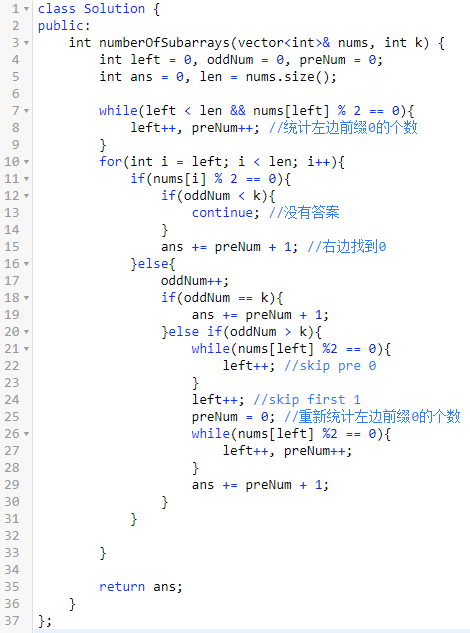 1 class Solution {
2 public:
3     int numberOfSubarrays(vector<int>& nums, int k) {
4         int left = 0, oddNum = 0, preNum = 0;
5         int ans = 0, len = nums.size();
6
7         while(left < len && nums[left] % 2 == 0){
8             left++, preNum++; //统计左边前缀0的个数
9         }
10         for(int i = left; i < len; i++){
11             if(nums[i] % 2 == 0){
12                 if(oddNum < k){
13                     continue; //没有答案
14                 }
15                 ans += preNum + 1; //右边找到0
16             }else{
17                 oddNum++;
18                 if(oddNum == k){
19                     ans += preNum + 1;
20                 }else if(oddNum > k){
21                     while(nums[left] %2 == 0){
22                         left++; //skip pre 0
23                     }
24                     left++; //skip first 1
25                     preNum = 0; //重新统计左边前缀0的个数
26                     while(nums[left] %2 == 0){
27                         left++, preNum++;
28                     }
29                     ans += preNum + 1;
30                 }
31             }
32
33         }
34
35         return ans;
36     }
37 };